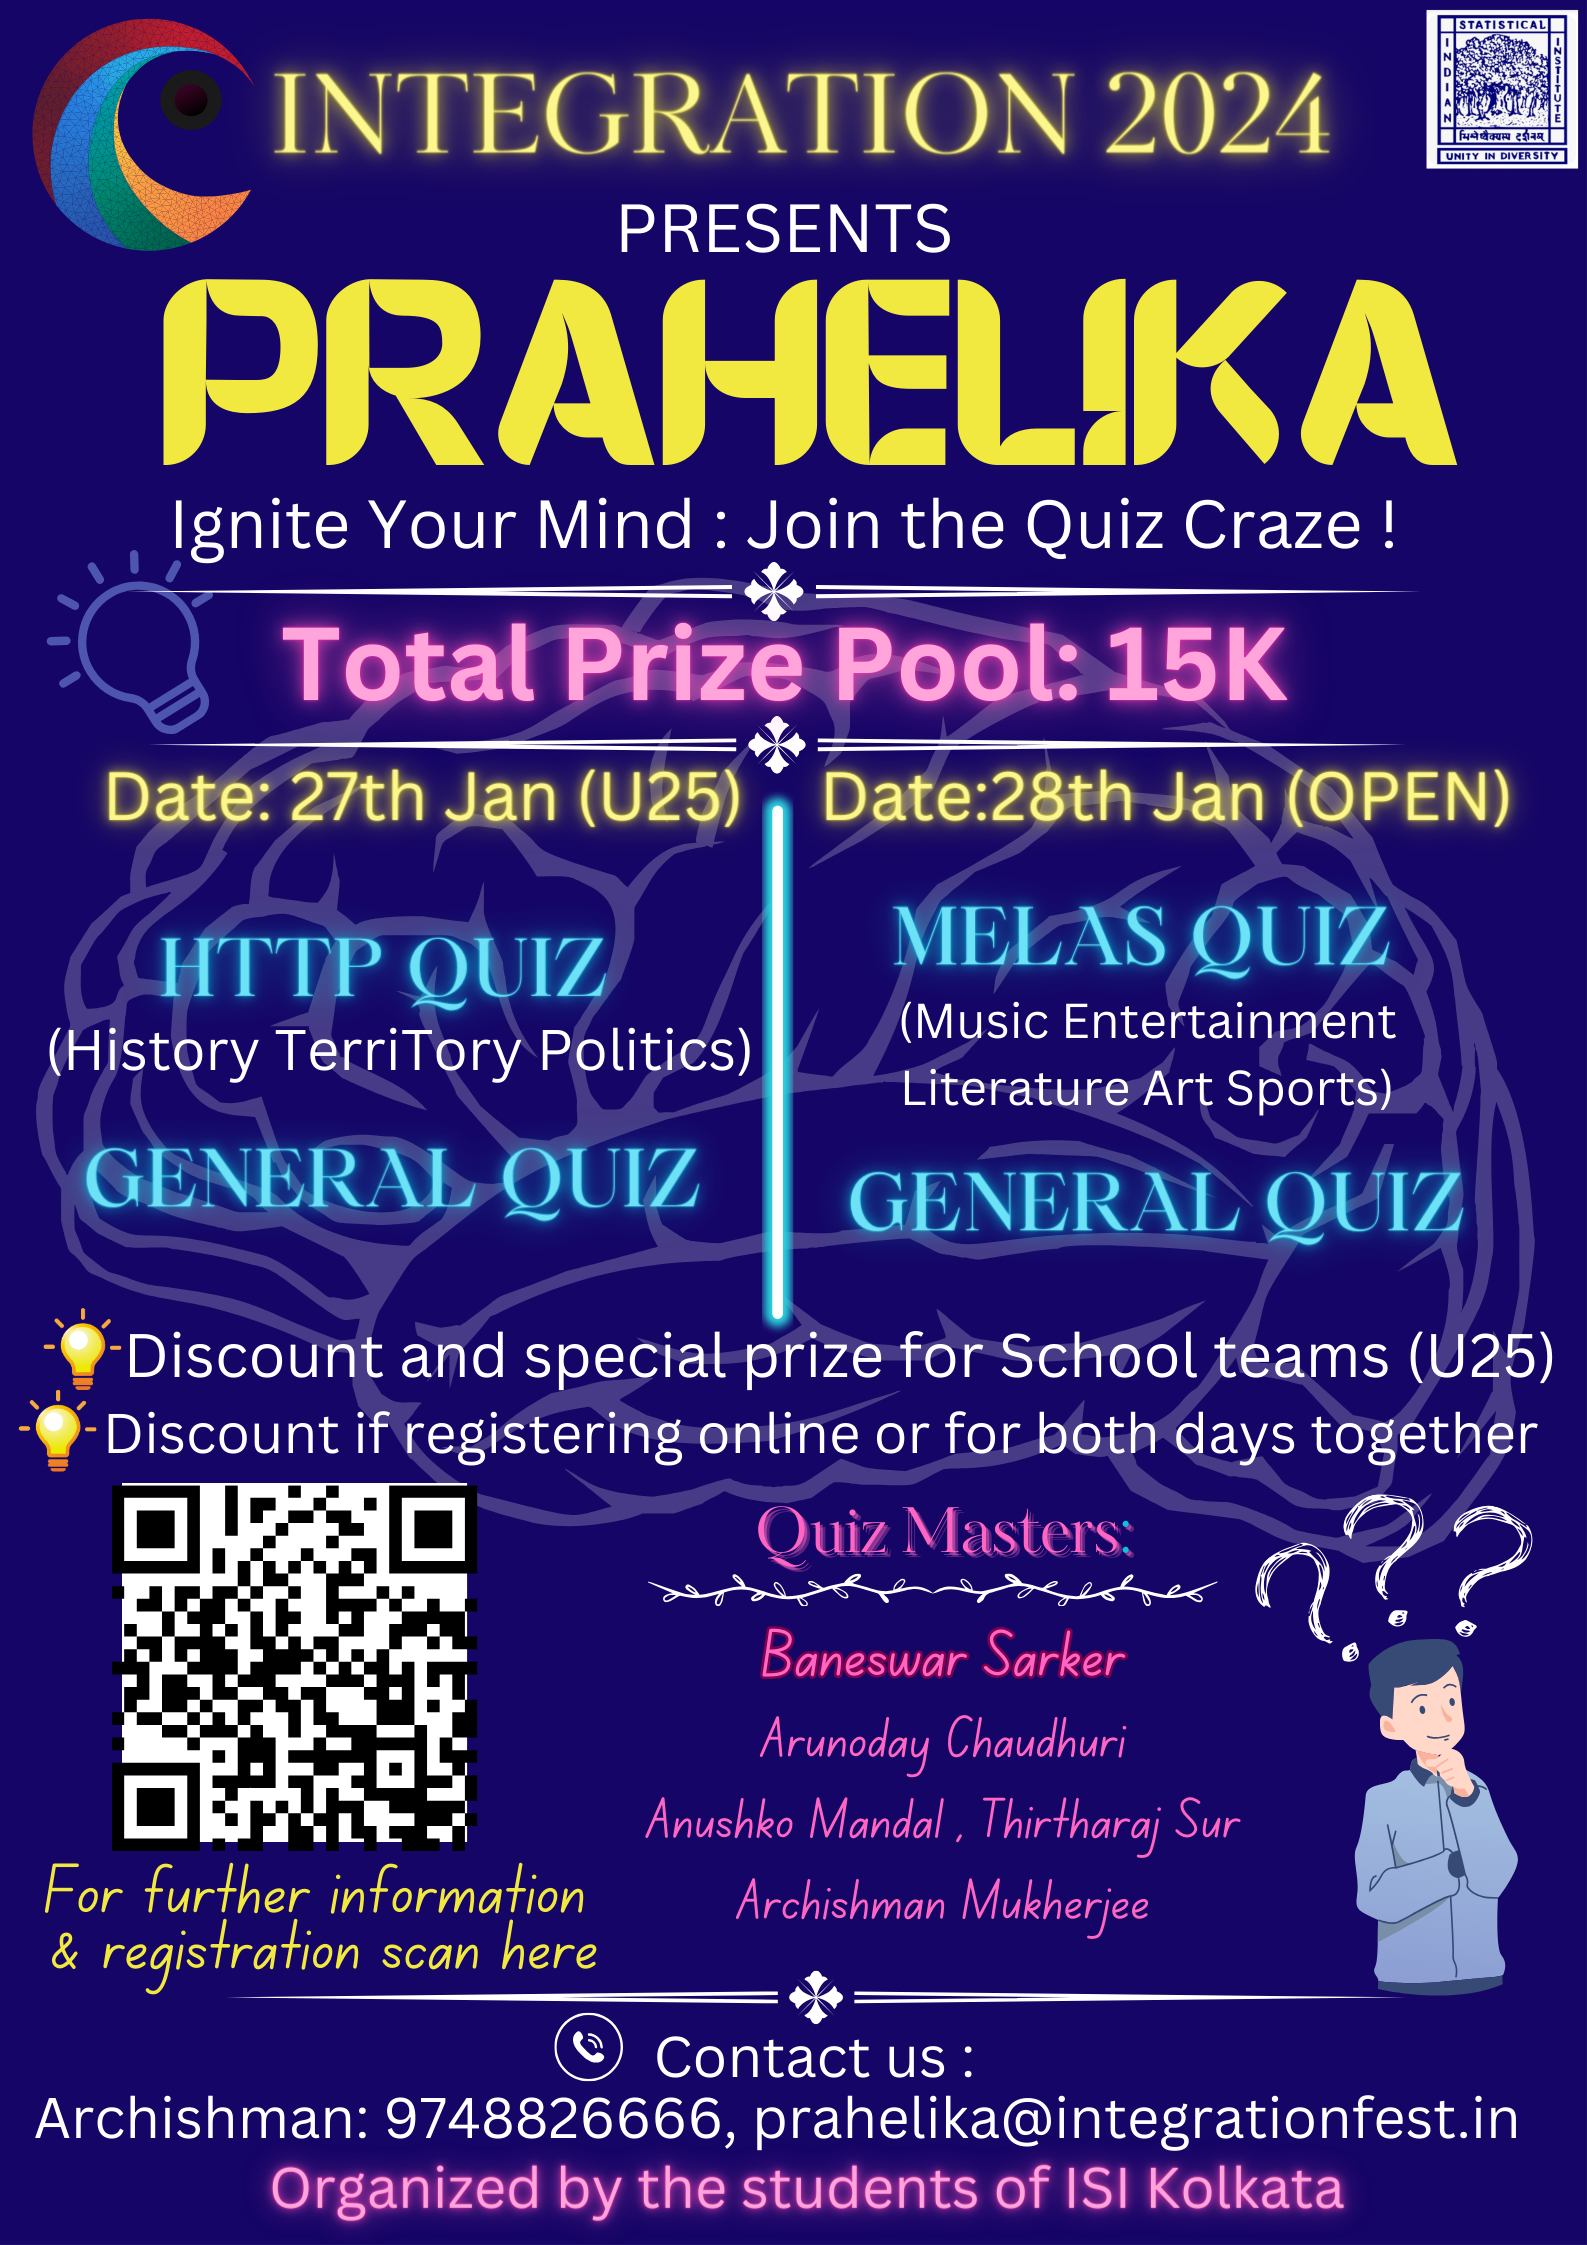 INTEGRATION 2024
STATISTICAL
INDIAN
INSTITUTE
UNITY IN DIVERSITY
PRESENTS
PRAHELIKA
Ignite Your Mind : Join the Quiz Craze !
Total Prize Pool: 15K
Date: 27th Jan (U25)
HTTP QUIZ
(History TerriTory Politics)
GENERAL QUIZ
Date:28th Jan (OPEN)
MELAS QUIZ
(Music Entertainment
Literature Art Sports)
GENERAL QUIZ
Discount and special prize for School teams (U25)
Discount if registering online or for both days together
For further information
& registration scan here
Quiz Masters:
Baneswar Sarker
Arunoday Chaudhuri
Anushko Mandal , Thirtharaj Sur
Archishman Mukherjee
???
Contact us :
Archishman: 9748826666, prahelika@integrationfest.in
Organized by the students of ISI Kolkata